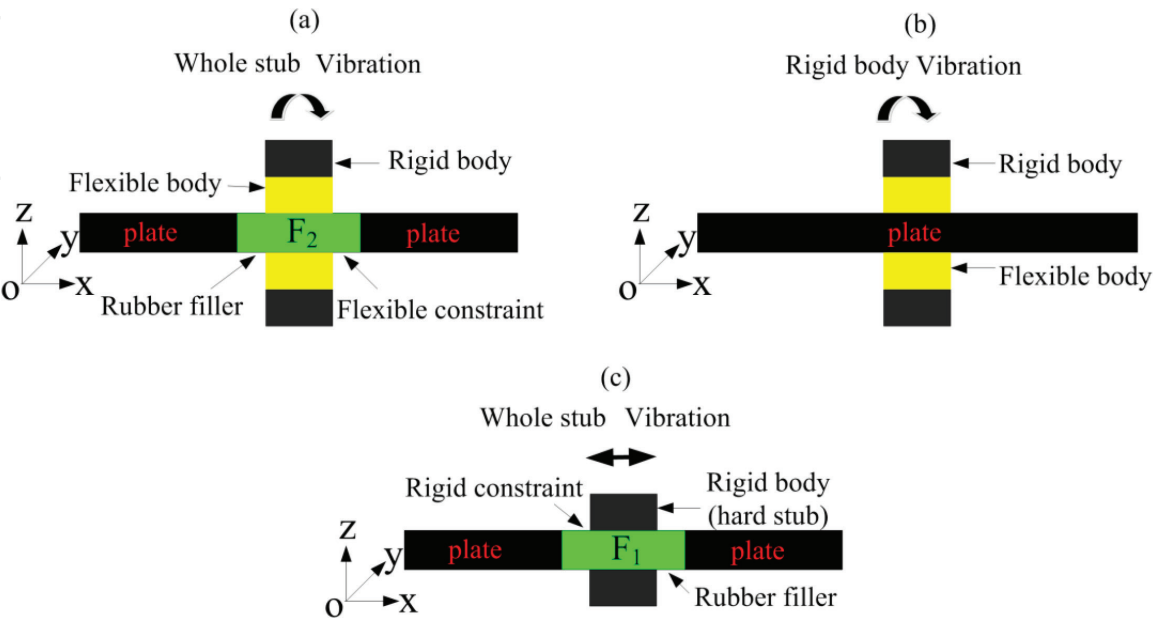 (a)
Whole stub Vibration
Rigid body
Flexible body
z
y
plate
F₂
plate
o
x
Rubber filler
Flexible constraint
(b)
Rigid body Vibration
Rigid body
z
y
plate
o
x
Flexible body
(c)
Whole stub Vibration
Rigid constraint
Rigid body
(hard stub)
z
y
plate
F₁
plate
o
x
Rubber filler